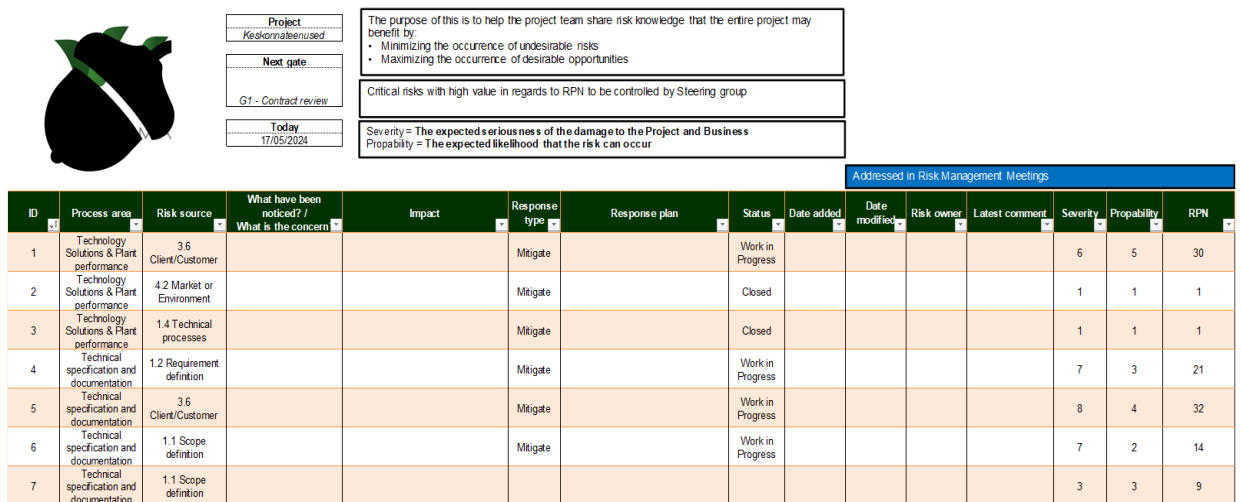 Project
Keskonnateenused
Next gate
G1 - Contract review
Today
17/05/2024
The purpose of this is to help the project team share risk knowledge that the entire project may
benefit by:
• Minimizing the occurrence of undesirable risks
• Maximizing the occurrence of desirable opportunities
Critical risks with high value in regards to RPN to be controlled by Steering group
Severity = The expected seriousness of the damage to the Project and Business
Propability = The expected likelihood that the risk can occur
Addressed in Risk Management Meetings
ID Process area Risk source What have been noticed? / What is the concern Impact Response type Response plan Status Date added Date modified Risk owner Latest comment Severity Propability RPN
1 Technology Solutions & Plant performance 3.6 Client/Customer Mitigate Work in Progress 6 5 30
2 Technology Solutions & Plant performance 4.2 Market or Environment Mitigate Closed 1 1 1
3 Technology Solutions & Plant performance 1.4 Technical processes Mitigate Closed 1 1 1
4 Technical specification and documentation 1.2 Requirement definition Mitigate Work in Progress 7 3 21
5 Technical specification and documentation 3.6 Client/Customer Mitigate Work in Progress 8 4 32
6 Technical specification and documentation 1.1 Scope definition Mitigate Work in Progress 7 2 14
7 Technical specification and documentation 1.1 Scope definition 3 3 9